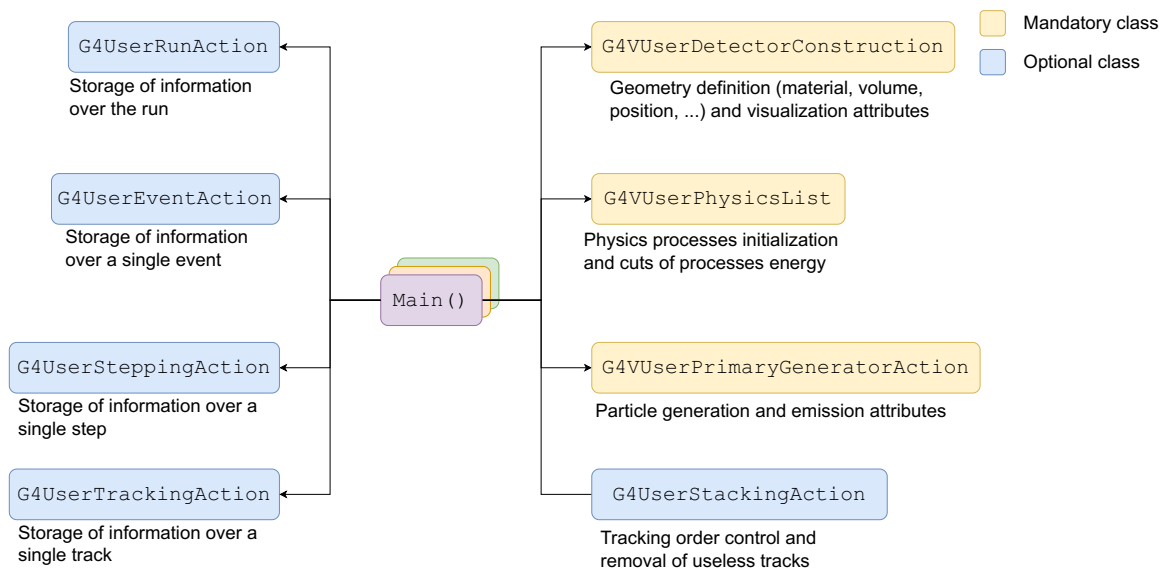 G4UserRunAction
Storage of information
over the run
G4UserEventAction
Storage of information
over a single event
G4UserSteppingAction
Storage of information over a
single step
G4UserTrackingAction
Storage of information over a
single track
Main()
G4VUserDetectorConstruction
Geometry definition (material, volume,
position, ...) and visualization attributes
G4VUserPhysicsList
Physics processes initialization
and cuts of processes energy
G4VUserPrimaryGeneratorAction
Particle generation and emission attributes
G4UserStackingAction
Tracking order control and
removal of useless tracks
Mandatory class
Optional class